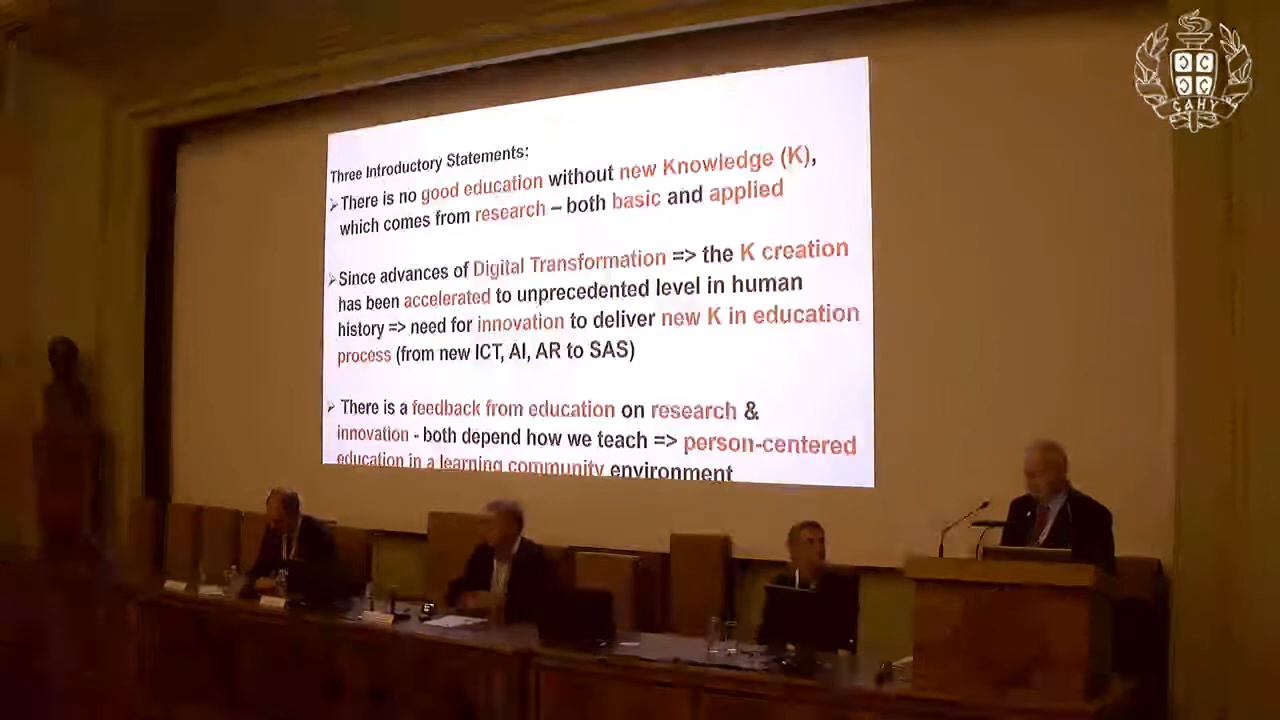 Three Introductory Statements:
➢There is no good education without new Knowledge (K),
which comes from research – both basic and applied
➢Since advances of Digital Transformation => the K creation
has been accelerated to unprecedented level in human
history => need for innovation to deliver new K in education
process (from new ICT, AI, AR to SAS)
➢ There is a feedback from education on research &
innovation - both depend how we teach => person-centered
education in a learning community environment
САНУ